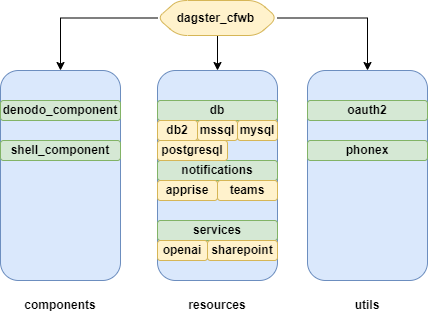 dagster_cfwb
denodo_component
shell_component
db
db2 mssql mysql
postgresql
notifications
apprise teams
services
openai sharepoint
oauth2
phonex
components resources utils